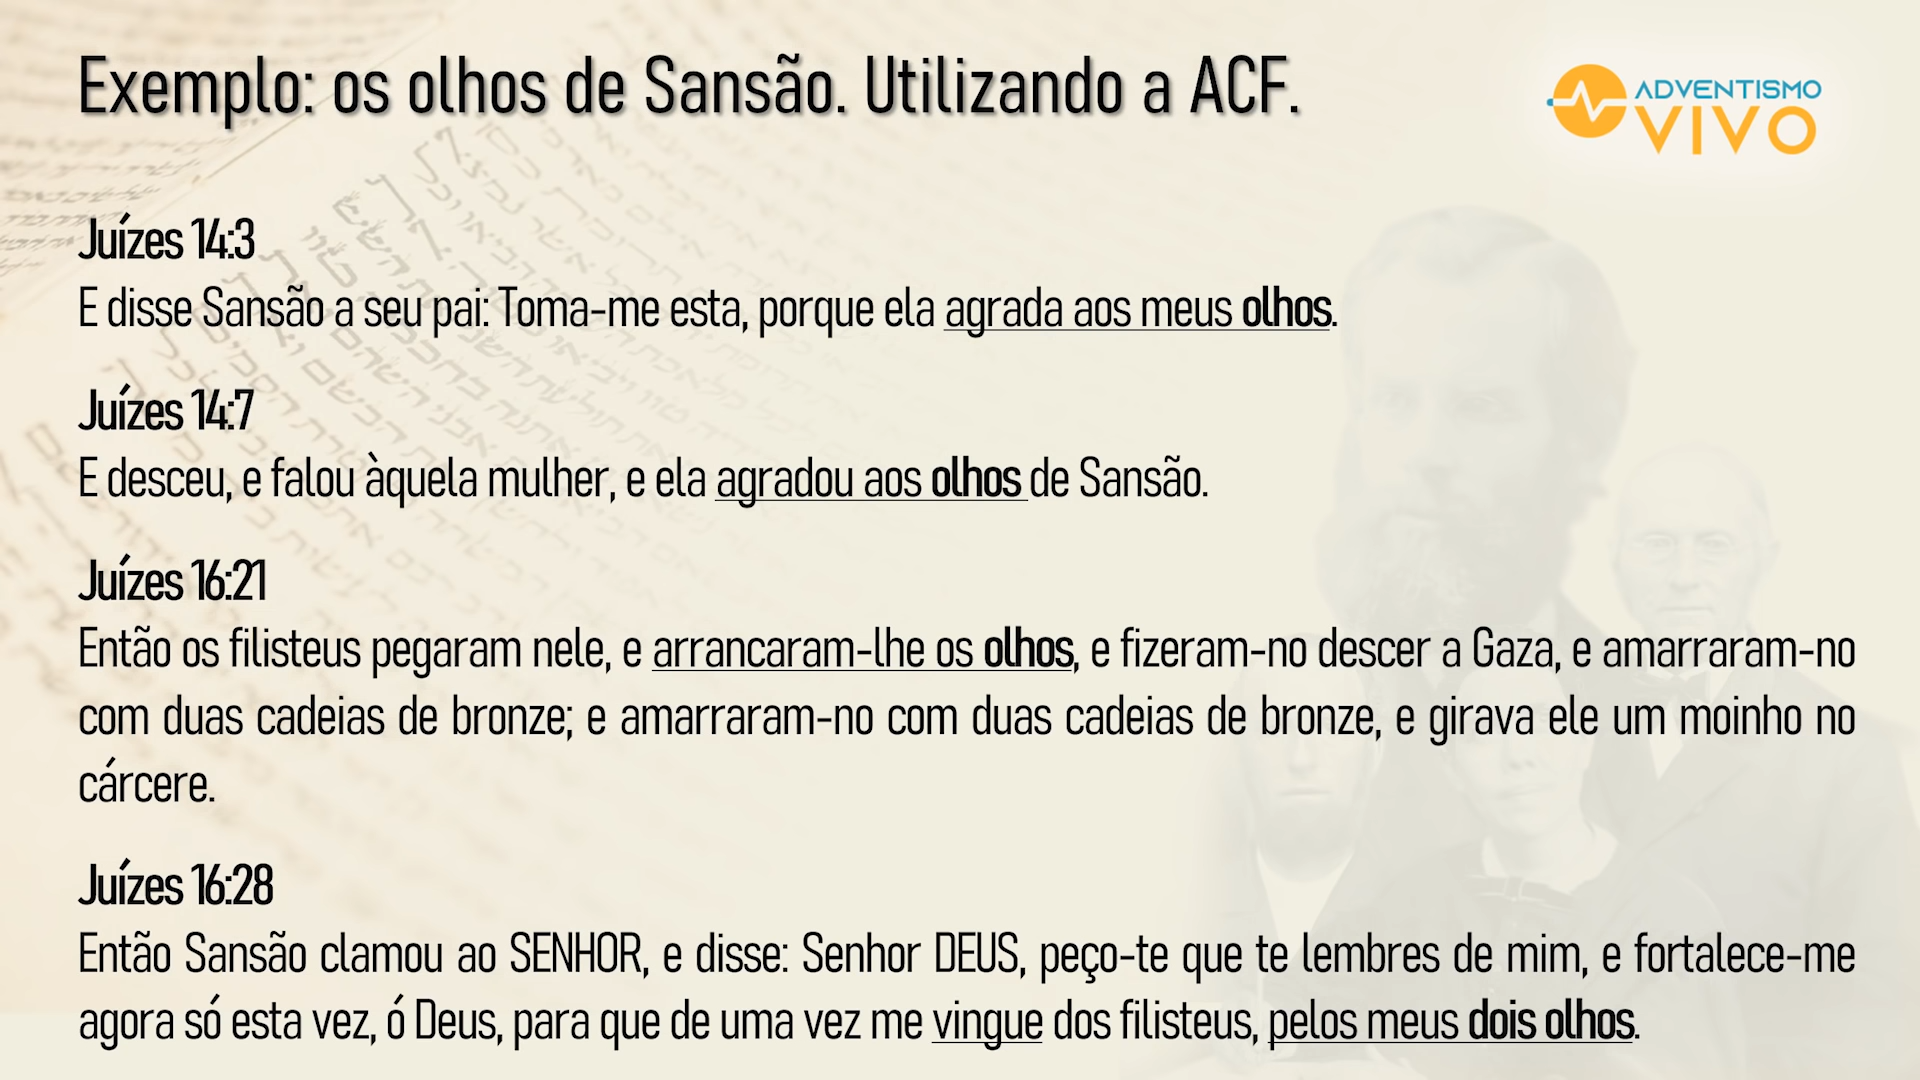 Exemplo: os olhos de Sansão. Utilizando a ACF.
ADVENTISMO
VIVO
Juízes 14:3
E disse Sansão a seu pai: Toma-me esta, porque ela agrada aos meus olhos.
Juízes 14:7
E desceu, e falou àquela mulher, e ela agradou aos olhos de Sansão.
Juízes 16:21
Então os filisteus pegaram nele, e arrancaram-lhe os olhos, e fizeram-no descer a Gaza, e amarraram-no
com duas cadeias de bronze; e amarraram-no com duas cadeias de bronze, e girava ele um moinho no
cárcere.
Juízes 16:28
Então Sansão clamou ao SENHOR, e disse: Senhor DEUS, peço-te que te lembres de mim, e fortalece-me
agora só esta vez, ó Deus, para que de uma vez me vingue dos filisteus, pelos meus dois olhos.